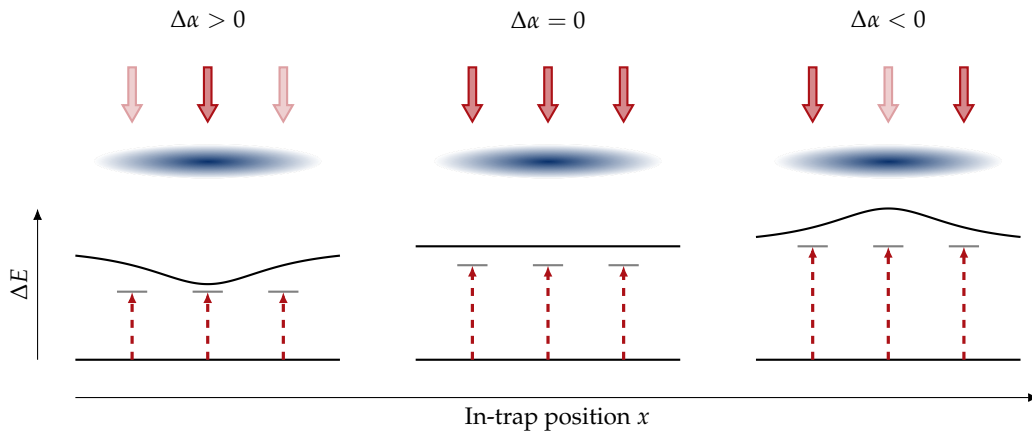 Δα > 0
Δα = 0
Δα < 0
ΔE
In-trap position x